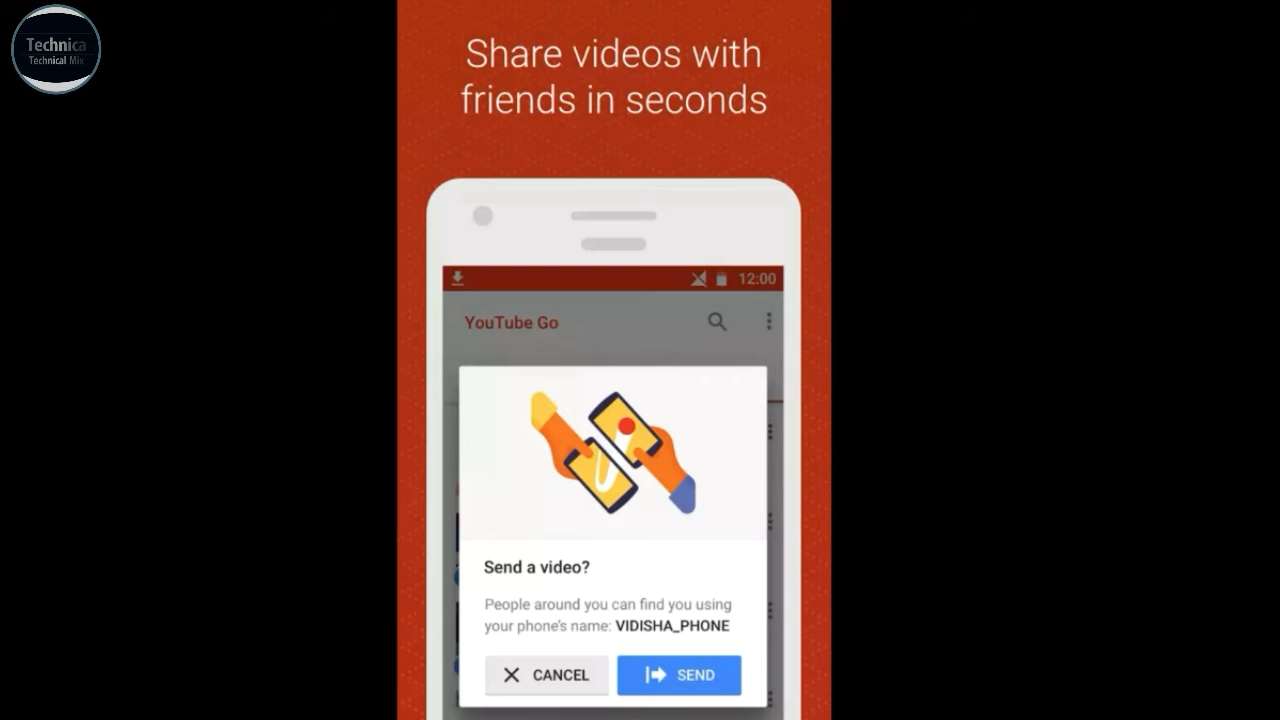 Technica
Technical Mix
Share videos with
friends in seconds
12:00
YouTube Go
Send a video?
People around you can find you using
your phone's name: VIDISHA_PHONE
CANCEL
SEND